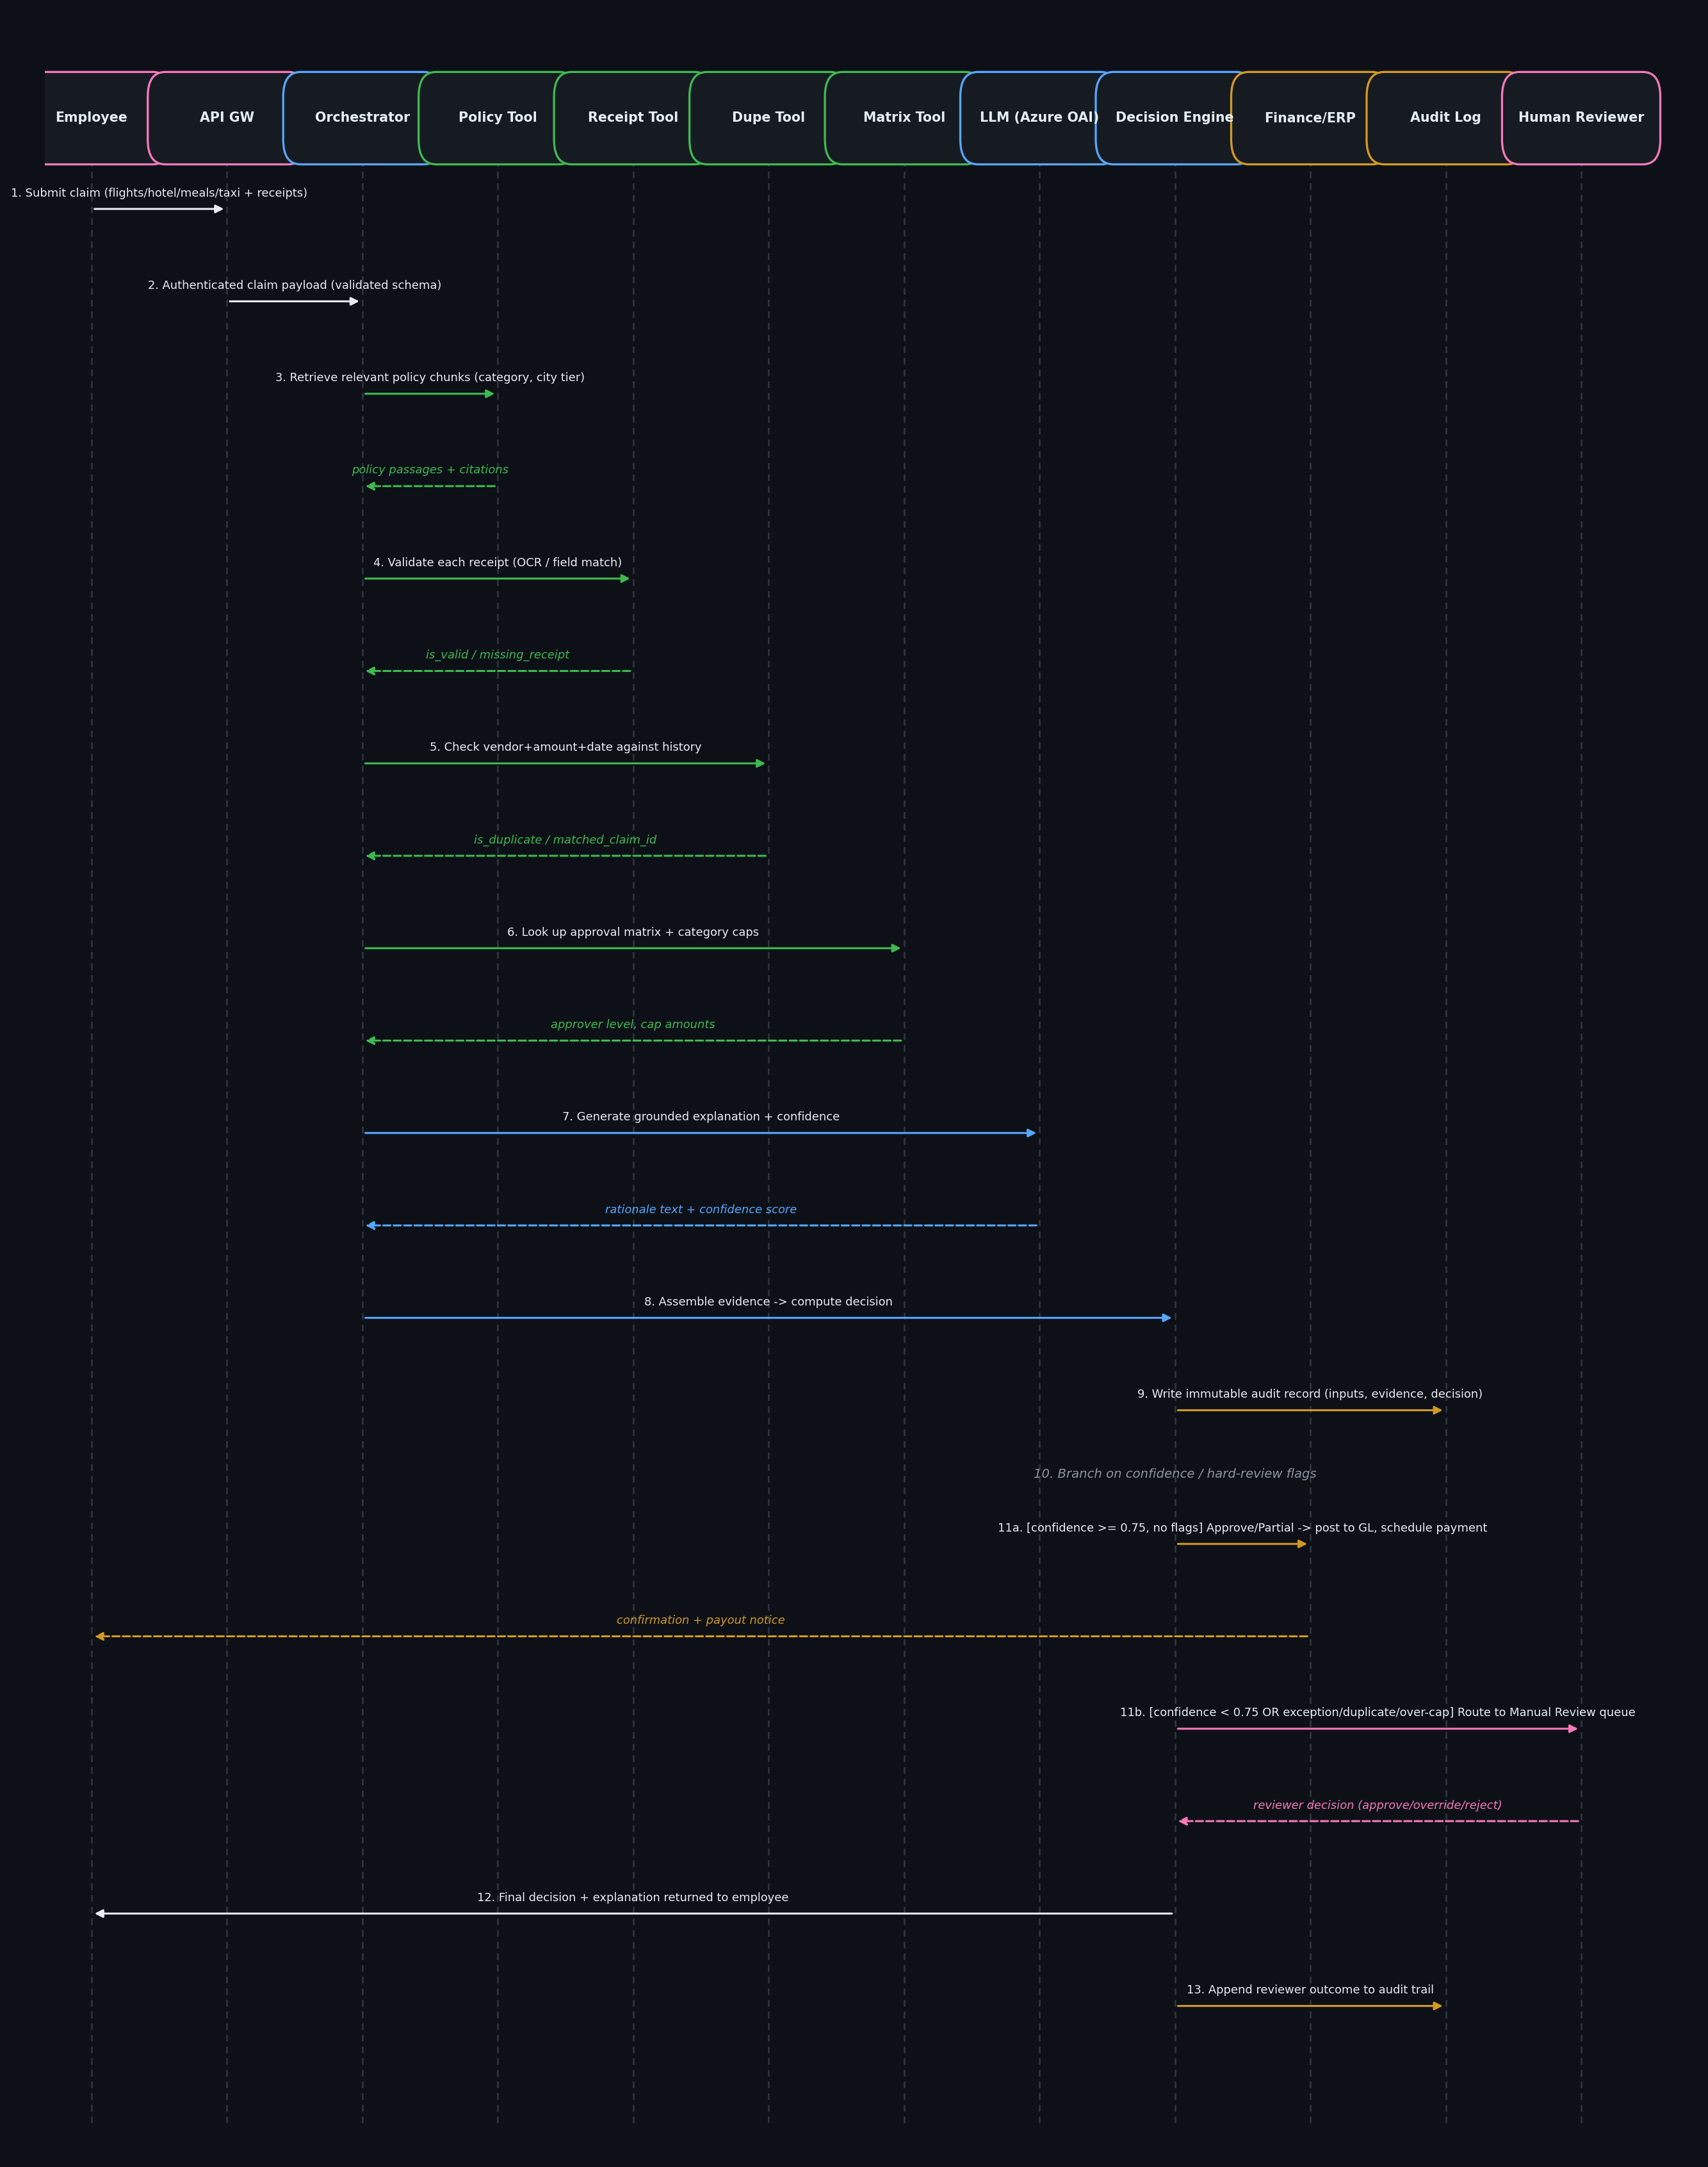 Employee
API GW
Orchestrator
Policy Tool
Receipt Tool
Dupe Tool
Matrix Tool
LLM (Azure OAI)
Decision Engine
Finance/ERP
Audit Log
Human Reviewer
1. Submit claim (flights/hotel/meals/taxi + receipts)
2. Authenticated claim payload (validated schema)
3. Retrieve relevant policy chunks (category, city tier)
policy passages + citations
4. Validate each receipt (OCR / field match)
is_valid / missing_receipt
5. Check vendor+amount+date against history
is_duplicate / matched_claim_id
6. Look up approval matrix + category caps
approver level, cap amounts
7. Generate grounded explanation + confidence
rationale text + confidence score
8. Assemble evidence -> compute decision
9. Write immutable audit record (inputs, evidence, decision)
10. Branch on confidence / hard-review flags
11a. [confidence >= 0.75, no flags] Approve/Partial -> post to GL, schedule payment
confirmation + payout notice
11b. [confidence < 0.75 OR exception/duplicate/over-cap] Route to Manual Review queue
reviewer decision (approve/override/reject)
12. Final decision + explanation returned to employee
13. Append reviewer outcome to audit trail